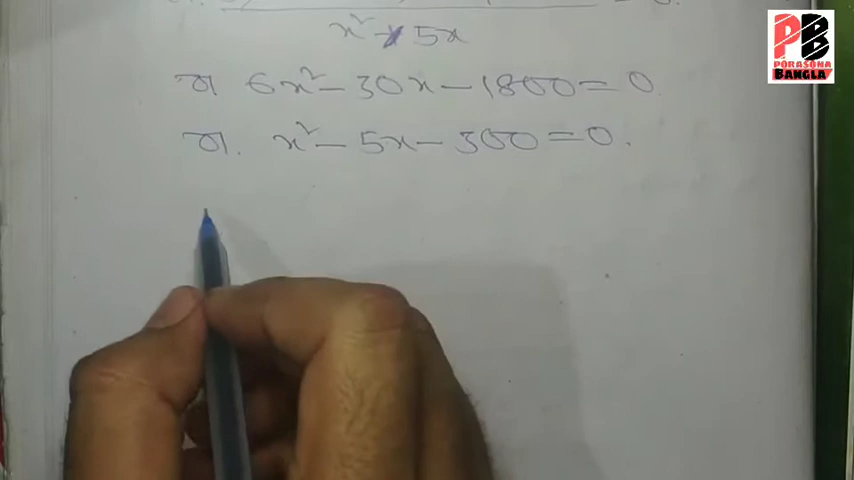 x² - 5x
বা 6x² - 30x - 1800 = 0
বা. x² - 5x - 300 = 0.
PB
PORASONA
BANGLA